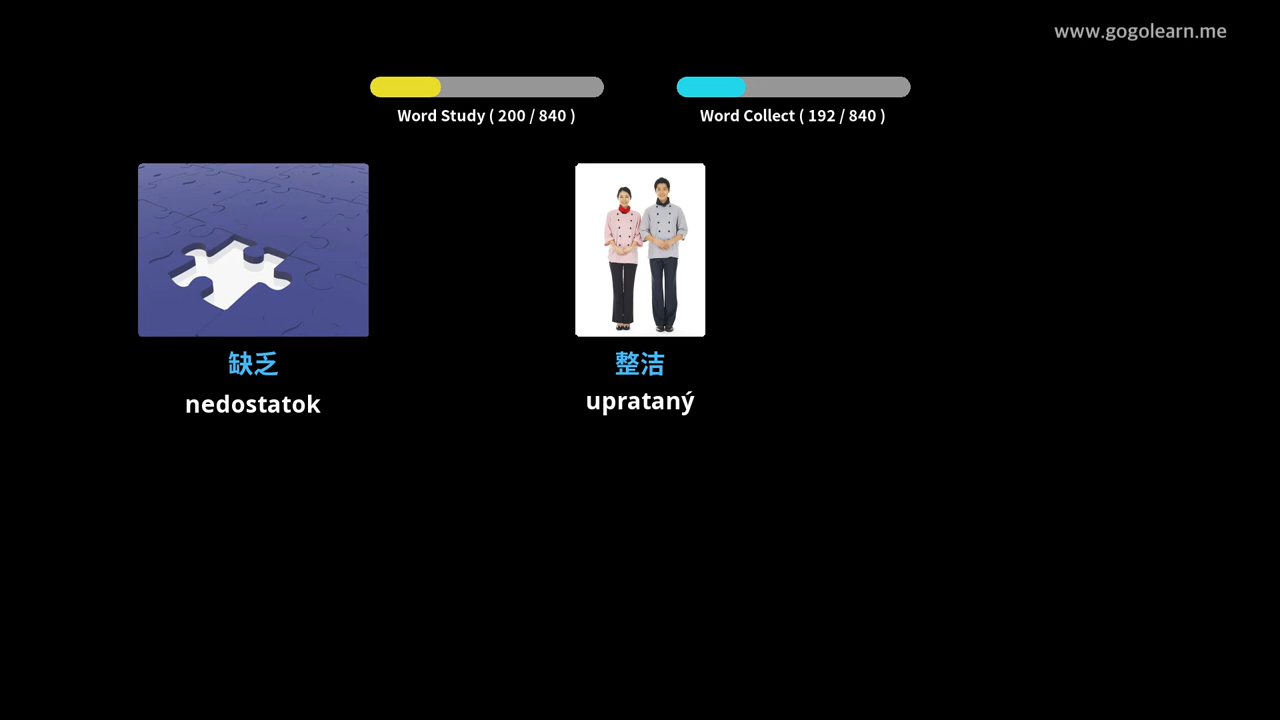 www.gogolearn.me
Word Study ( 200 / 840 )
Word Collect ( 192 / 840 )
缺乏
nedostatok
整洁
uprataný